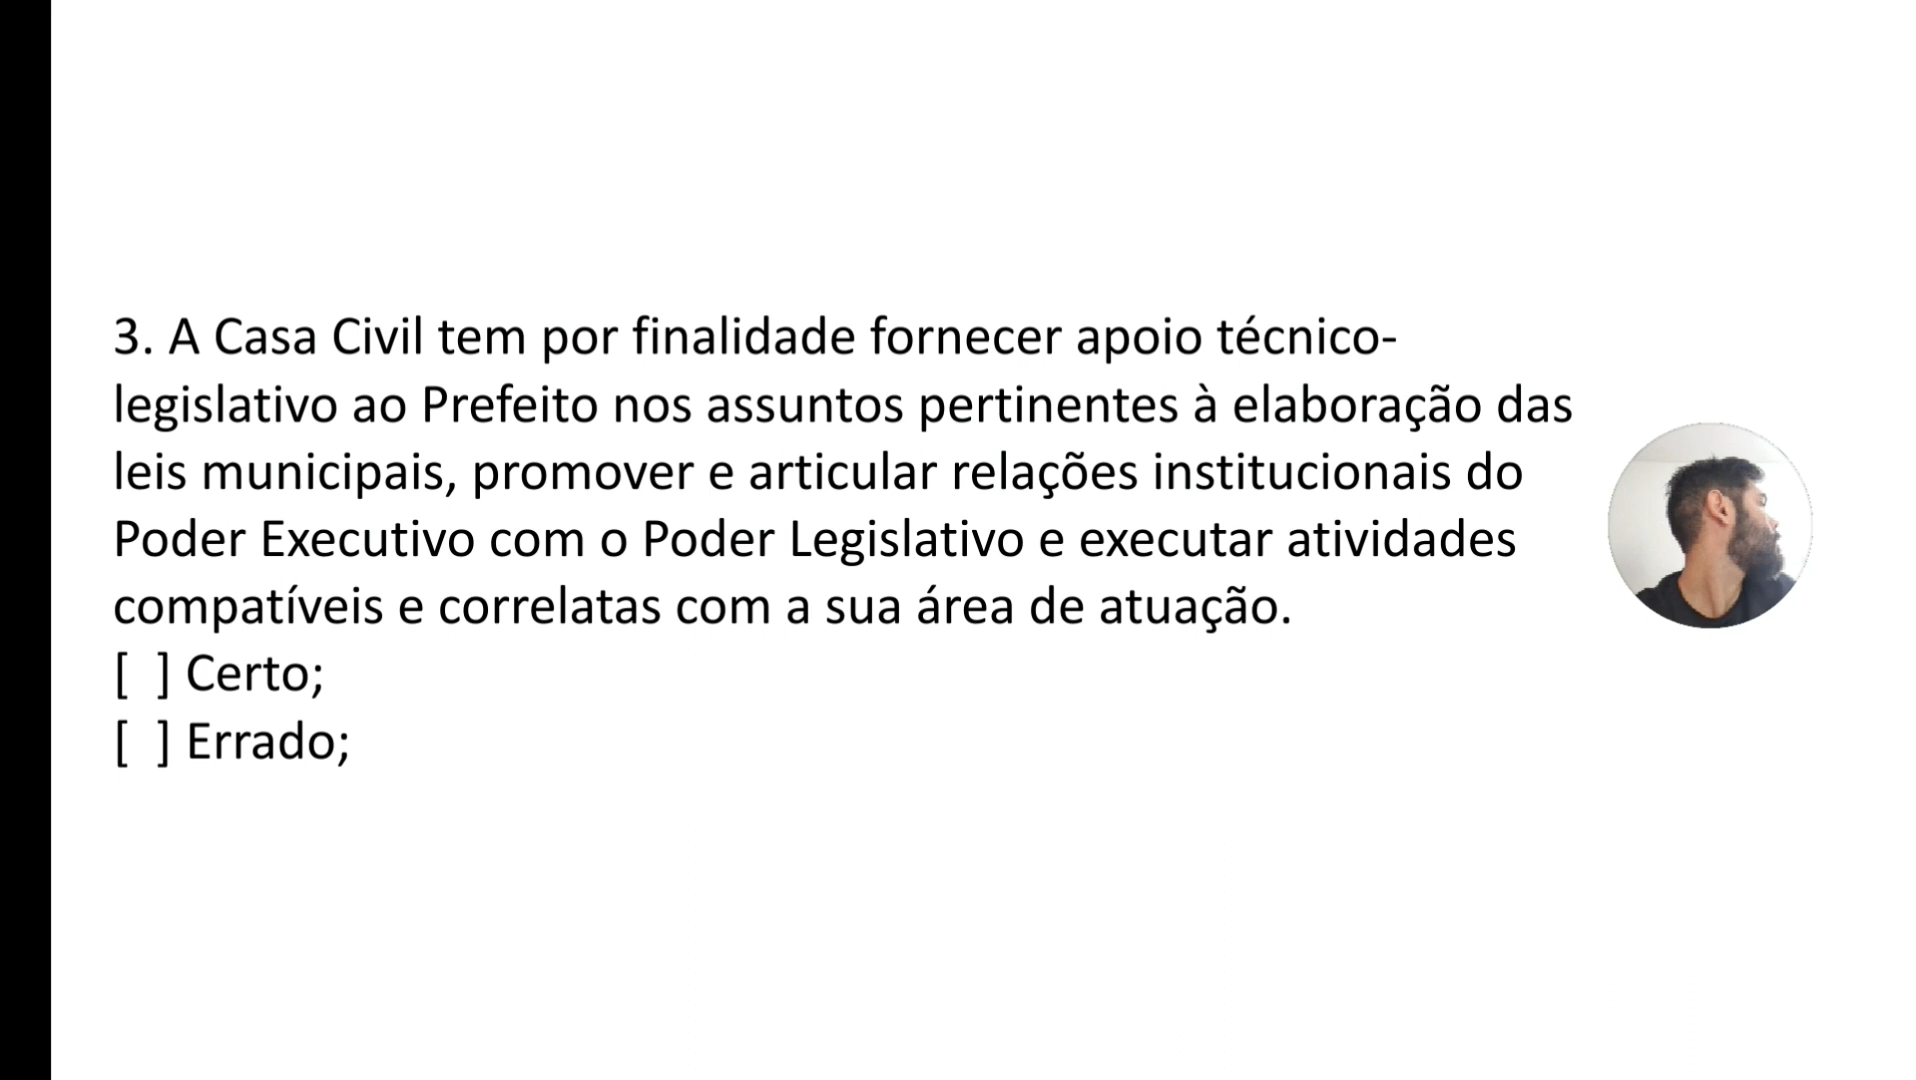 3. A Casa Civil tem por finalidade fornecer apoio técnico-
legislativo ao Prefeito nos assuntos pertinentes à elaboração das
leis municipais, promover e articular relações institucionais do
Poder Executivo com o Poder Legislativo e executar atividades
compatíveis e correlatas com a sua área de atuação.
[  ] Certo;
[  ] Errado;